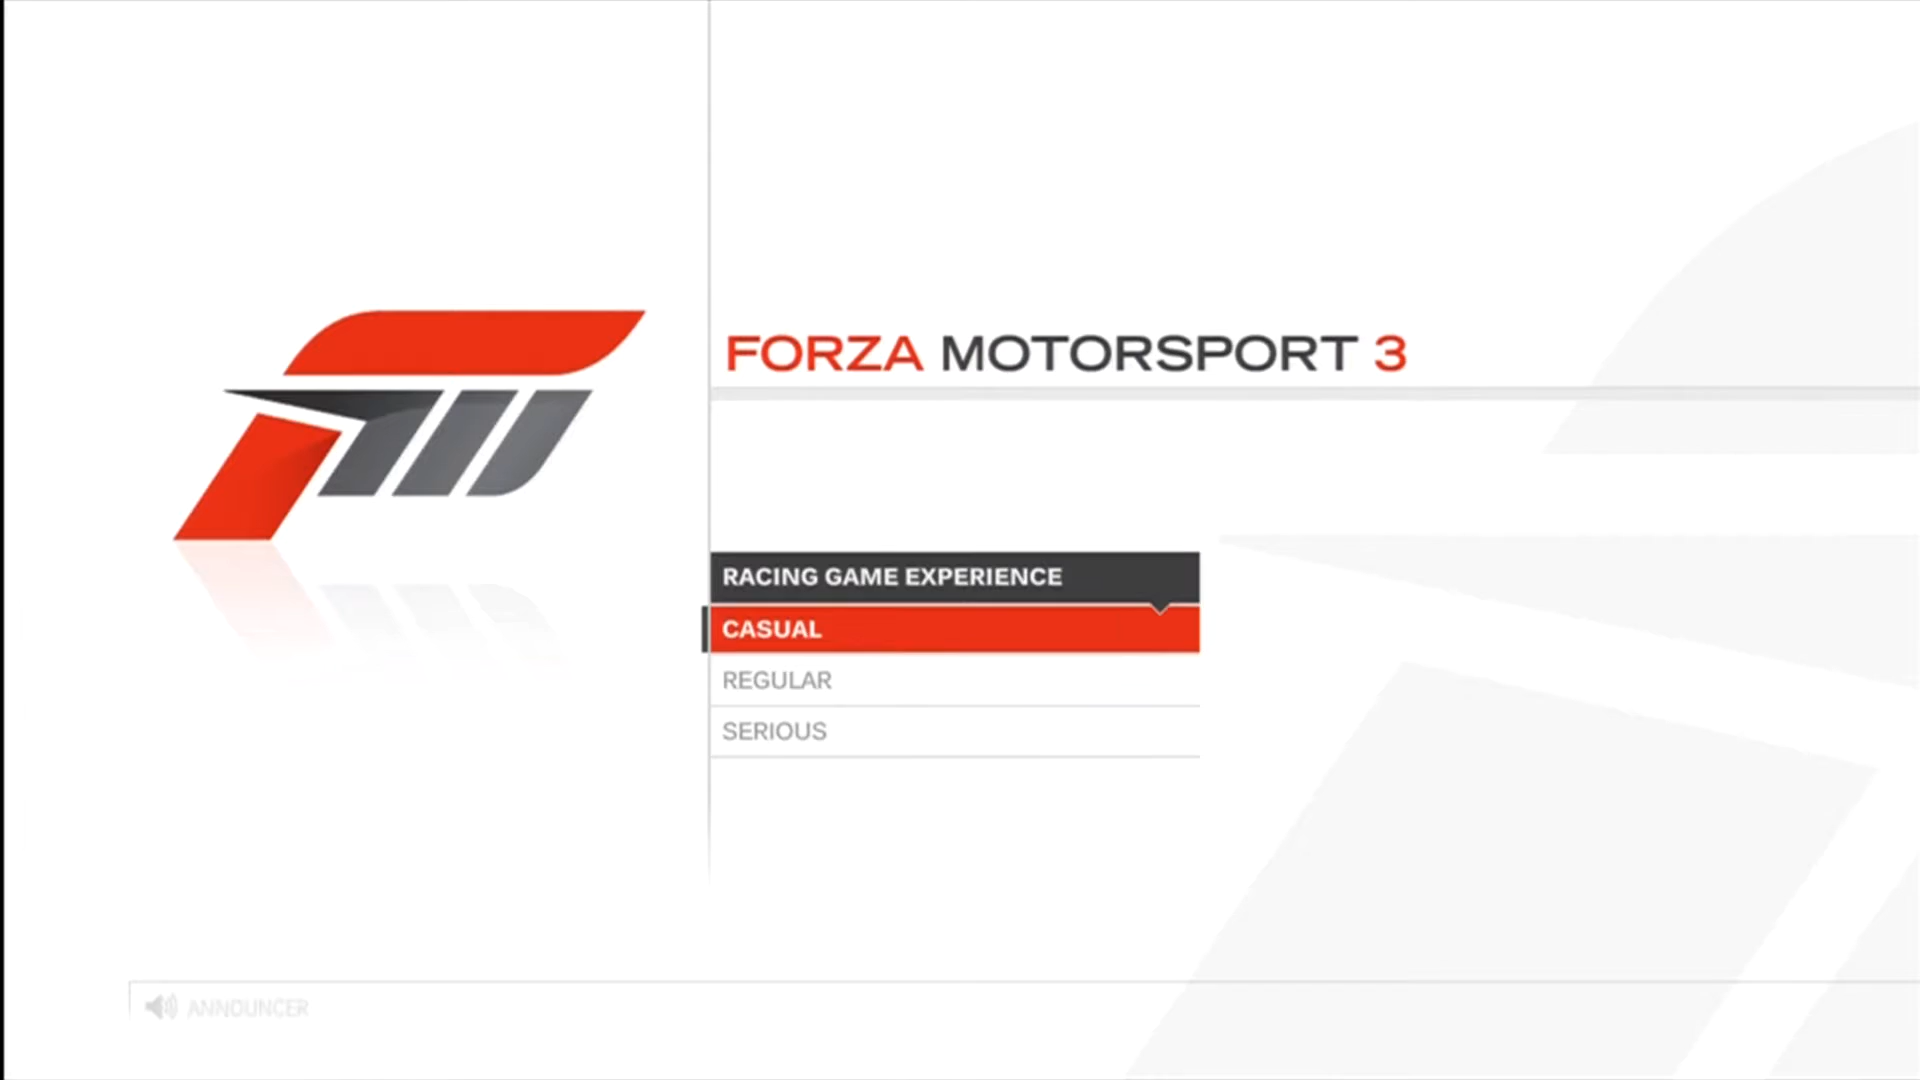 FORZA MOTORSPORT 3
RACING GAME EXPERIENCE
CASUAL
REGULAR
SERIOUS
ANNOUNCER